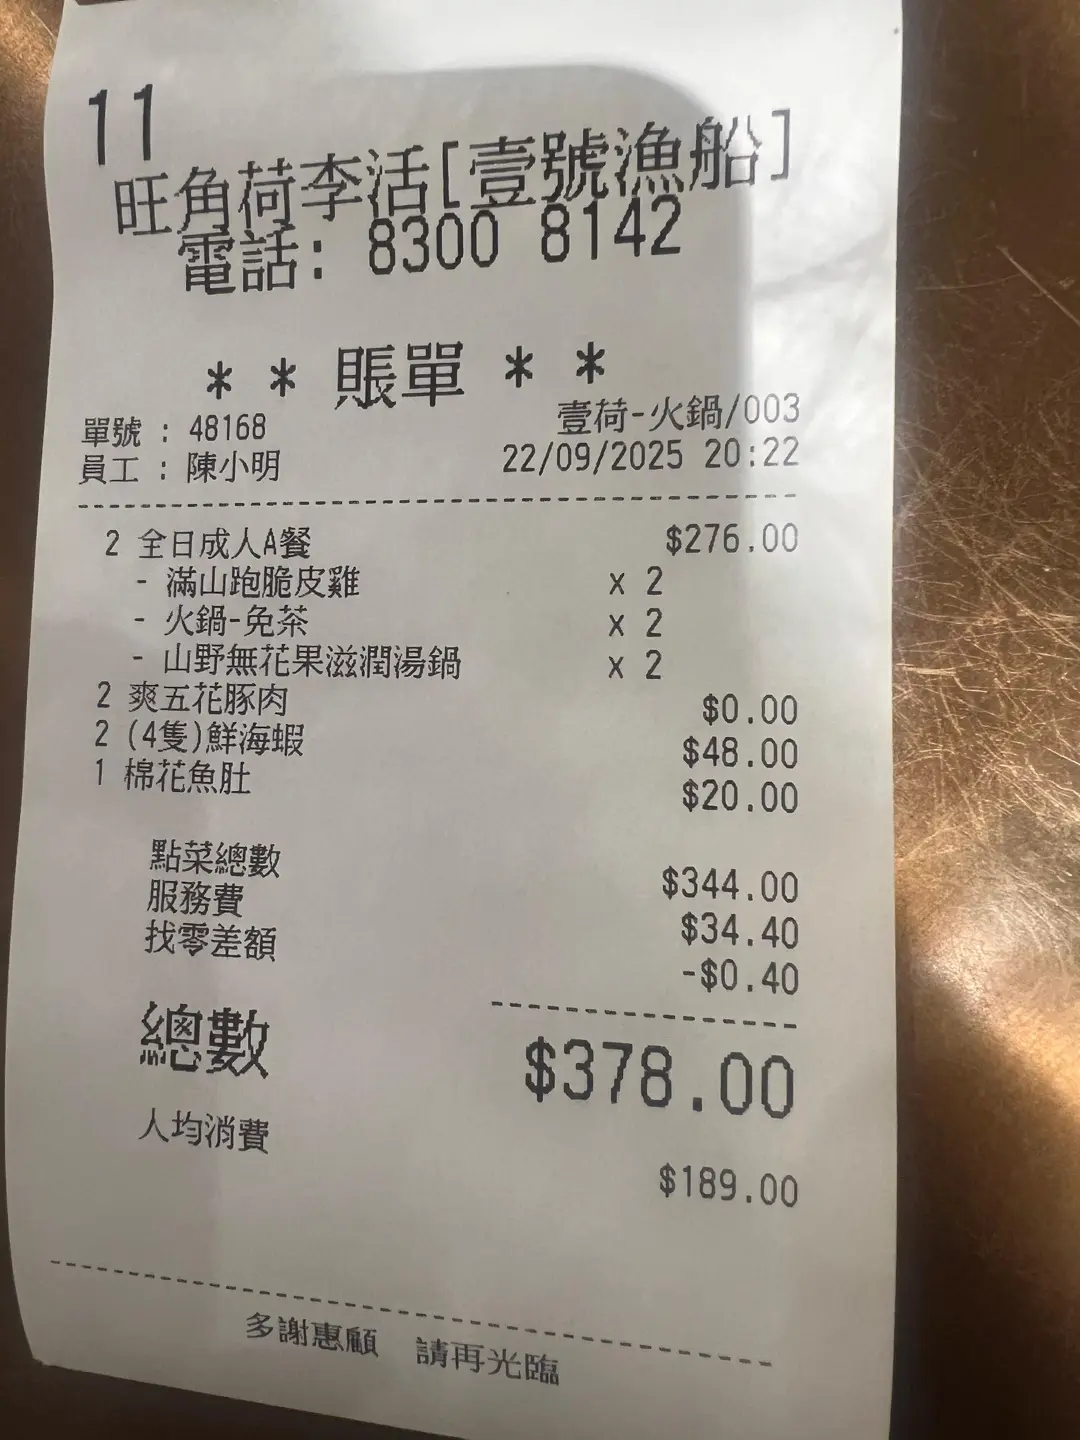 11
旺角荷李活[壹號漁船]
電話: 8300 8142
* * 賬單 * *
單號 : 48168 壹荷-火鍋/003
員工 : 陳小明 22/09/2025 20:22
2 全日成人A餐 $276.00
- 滿山跑脆皮雞 x 2
- 火鍋-免茶 x 2
- 山野無花果滋潤湯鍋 x 2
2 爽五花豚肉 $0.00
2 (4隻)鮮海蝦 $48.00
1 棉花魚肚 $20.00
點菜總數 $344.00
服務費 $34.40
找零差額 -$0.40
總數 $378.00
人均消費 $189.00
多謝惠顧 請再光臨